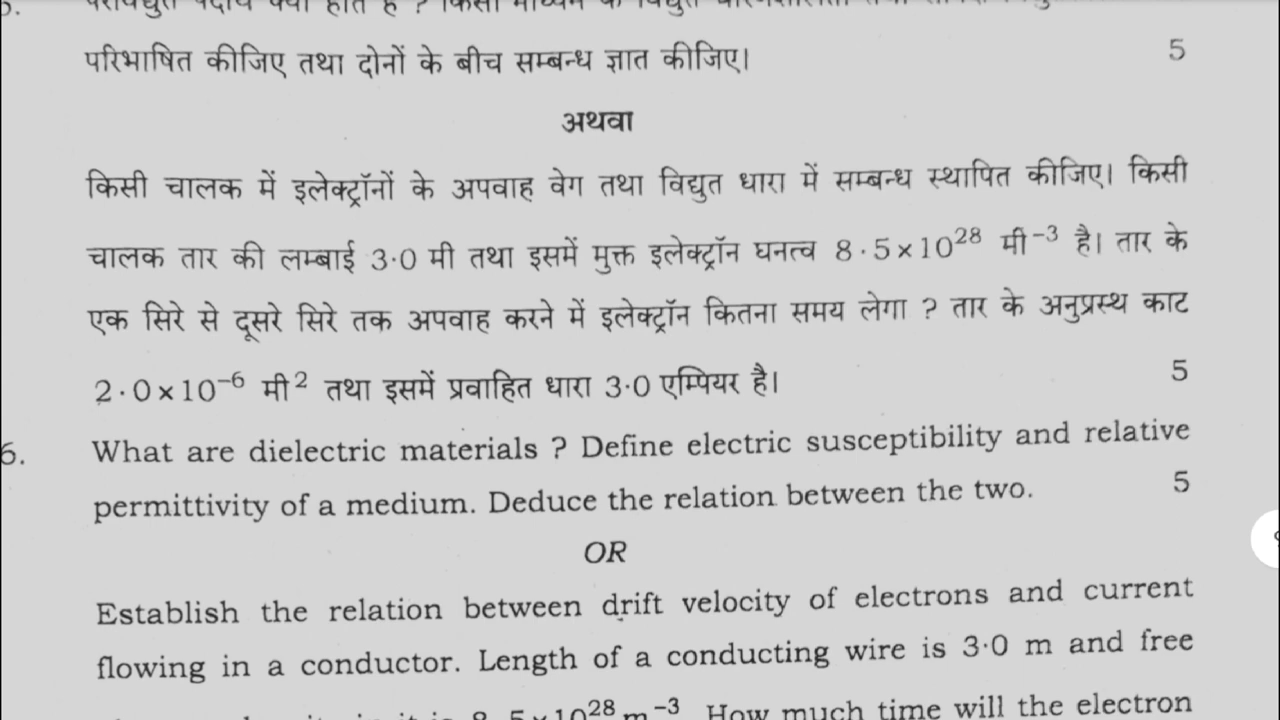 परिभाषित कीजिए तथा दोनों के बीच सम्बन्ध ज्ञात कीजिए। 5
अथवा
किसी चालक में इलेक्ट्रॉनों के अपवाह वेग तथा विद्युत धारा में सम्बन्ध स्थापित कीजिए। किसी
चालक तार की लम्बाई 3·0 मी तथा इसमें मुक्त इलेक्ट्रॉन घनत्व 8·5×10²⁸ मी⁻³ है। तार के
एक सिरे से दूसरे सिरे तक अपवाह करने में इलेक्ट्रॉन कितना समय लेगा ? तार के अनुप्रस्थ काट
2·0×10⁻⁶ मी² तथा इसमें प्रवाहित धारा 3·0 एम्पियर है। 5
6. What are dielectric materials ? Define electric susceptibility and relative
permittivity of a medium. Deduce the relation between the two. 5
OR
Establish the relation between drift velocity of electrons and current
flowing in a conductor. Length of a conducting wire is 3·0 m and free
8·5×10²⁸ m⁻³. How much time will the electron